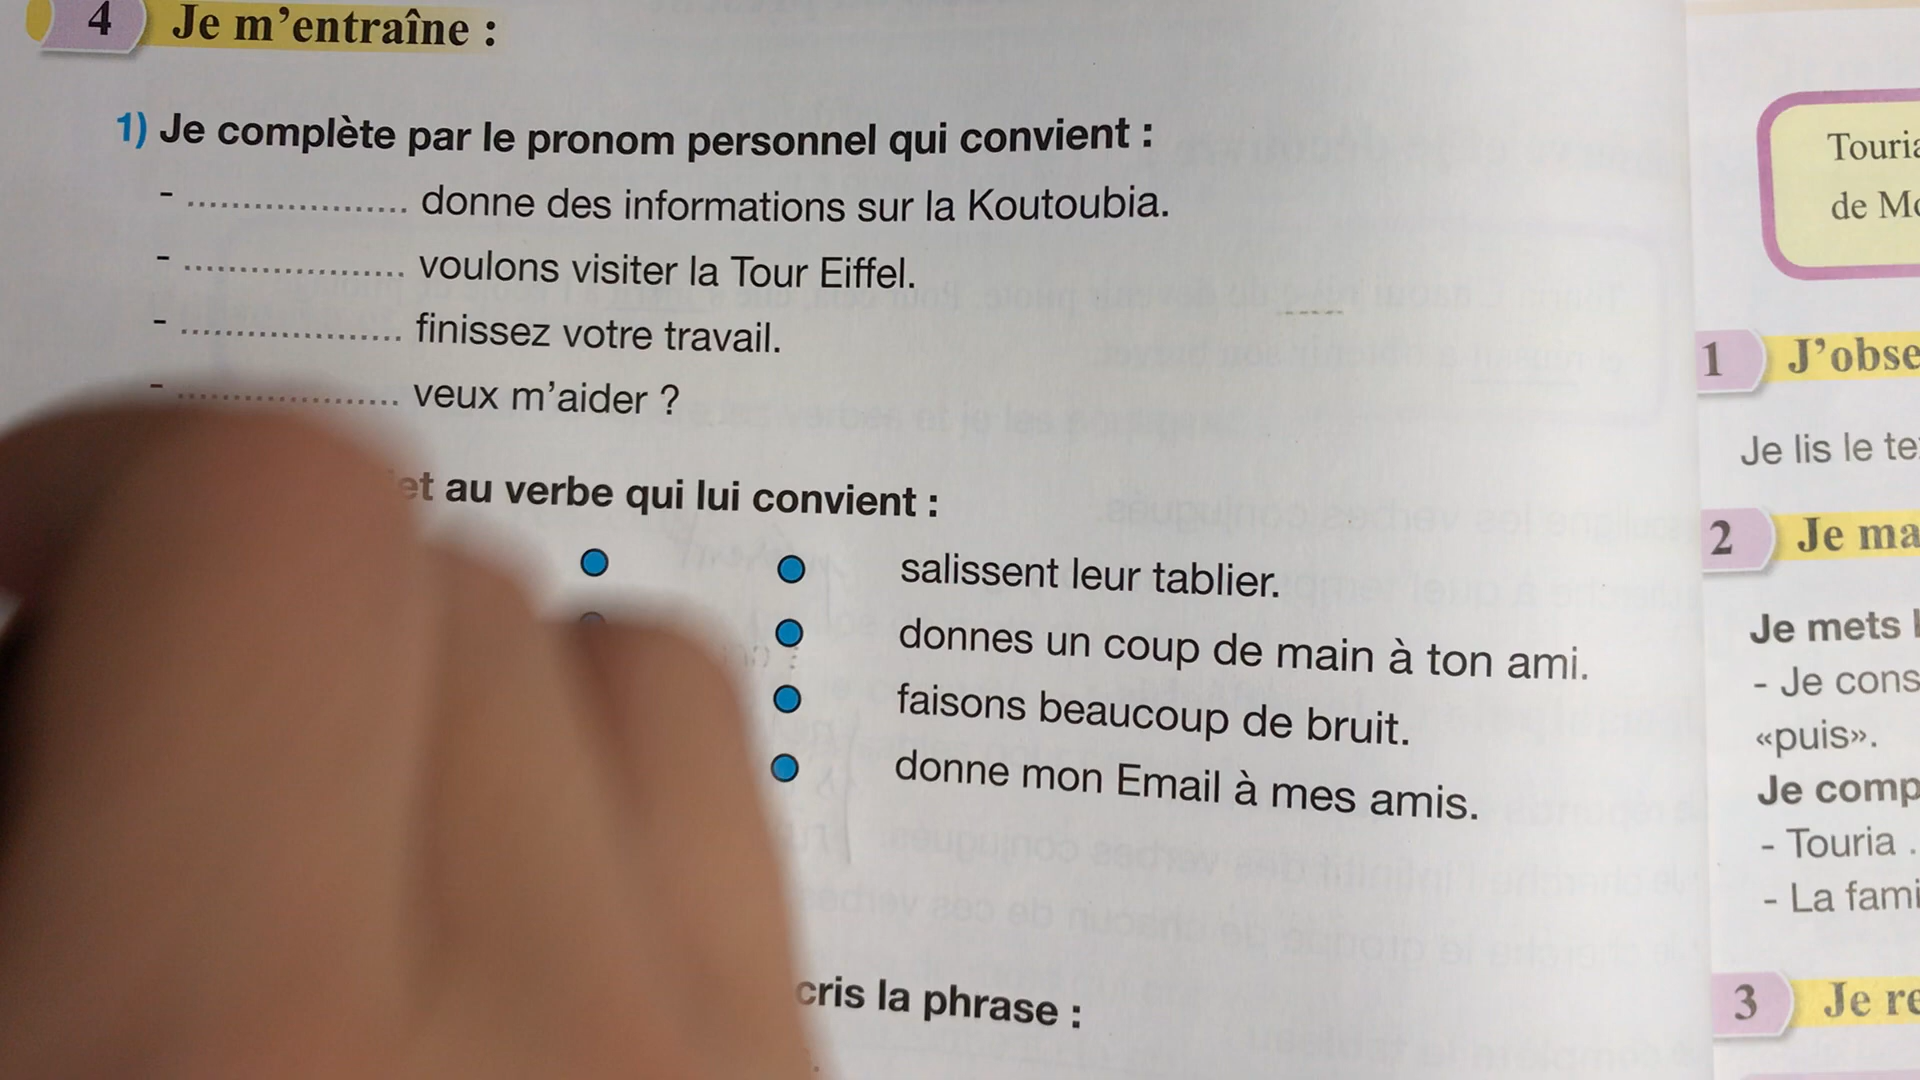 4 Je m'entraîne :
1) Je complète par le pronom personnel qui convient :
- .................... donne des informations sur la Koutoubia.
- .................... voulons visiter la Tour Eiffel.
- .................... finissez votre travail.
- .................... veux m'aider ?
et au verbe qui lui convient :
salissent leur tablier.
donnes un coup de main à ton ami.
faisons beaucoup de bruit.
donne mon Email à mes amis.
cris la phrase :
Touria
de Mo
1 J'obse
Je lis le te
2 Je ma
Je mets l
- Je cons
«puis».
Je comp
- Touria .
- La fami
3 Je re